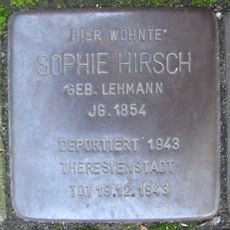 HIER WOHNTE
SOPHIE HIRSCH
GEB. LEHMANN
JG. 1854
DEPORTIERT 1943
THERESIENSTADT
TOT 19.12.1943